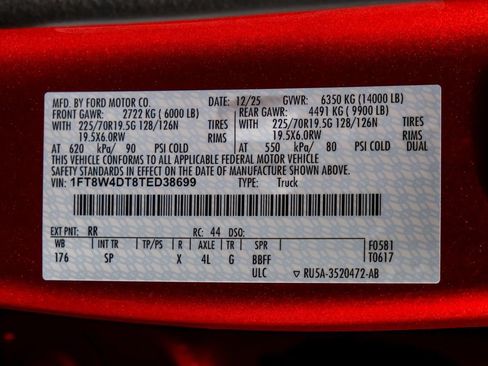 MFD. BY FORD MOTOR CO. 12/25 GVWR: 6350 KG (14000 LB)
FRONT GAWR: 2722 KG ( 6000 LB) REAR GAWR: 4491 KG ( 9900 LB)
WITH 225/70R19.5G 128/126N TIRES WITH 225/70R19.5G 128/126N TIRES
19.5X6.0RW RIMS 19.5X6.0RW RIMS
AT 620 kPa/ 90 PSI COLD AT 550 kPa/ 80 PSI COLD DUAL
THIS VEHICLE CONFORMS TO ALL APPLICABLE FEDERAL MOTOR VEHICLE
SAFETY STANDARDS IN EFFECT ON THE DATE OF MANUFACTURE SHOWN ABOVE.
VIN: 1FT8W4DT8TED38699 TYPE: Truck
EXT PNT: RR RC: 44 DSO:
WB INT TR TP/PS R AXLE TR SPR F0581
176 SP X 4L G BBFF T0617
ULC ▽ RU5A-3520472-AB